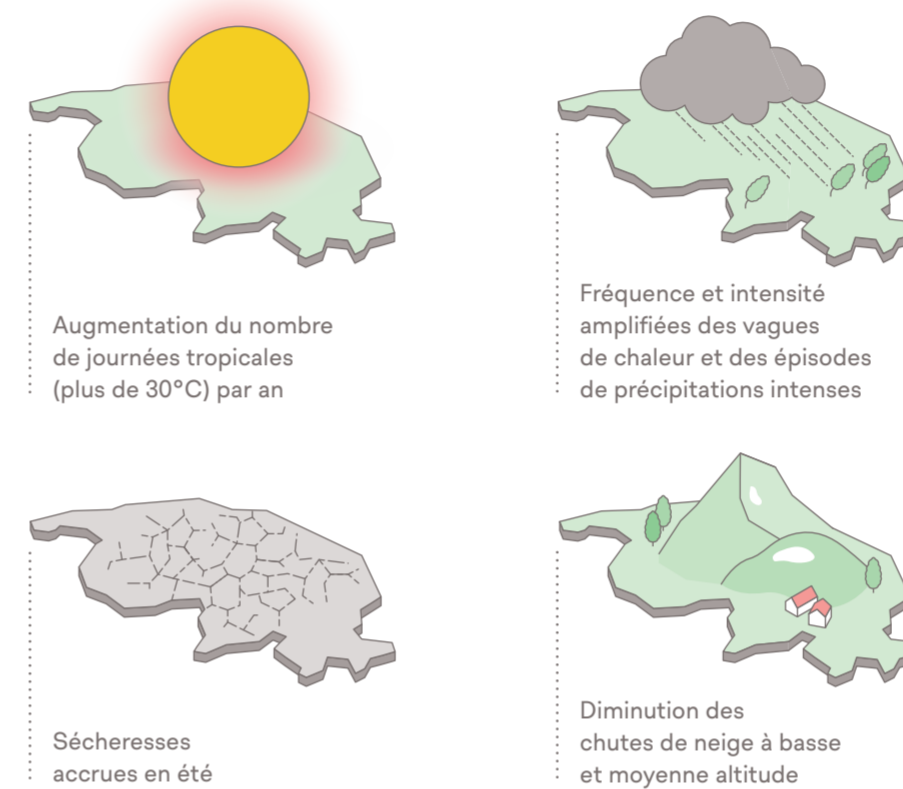 Augmentation du nombre
de journées tropicales
(plus de 30°C) par an
Fréquence et intensité
amplifiées des vagues
de chaleur et des épisodes
de précipitations intenses
Sécheresses
accrues en été
Diminution des
chutes de neige à basse
et moyenne altitude